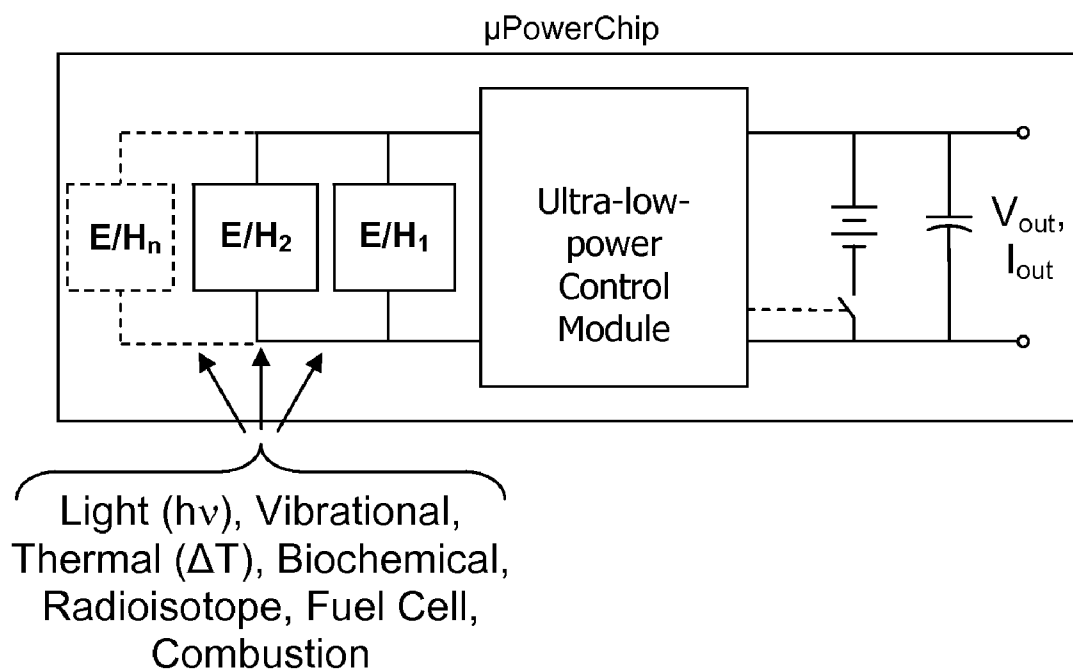 µPowerChip
E/Hn
E/H2
E/H1
Ultra-low-
power
Control
Module
Vout,
Iout
Light (hν), Vibrational,
Thermal (ΔT), Biochemical,
Radioisotope, Fuel Cell,
Combustion